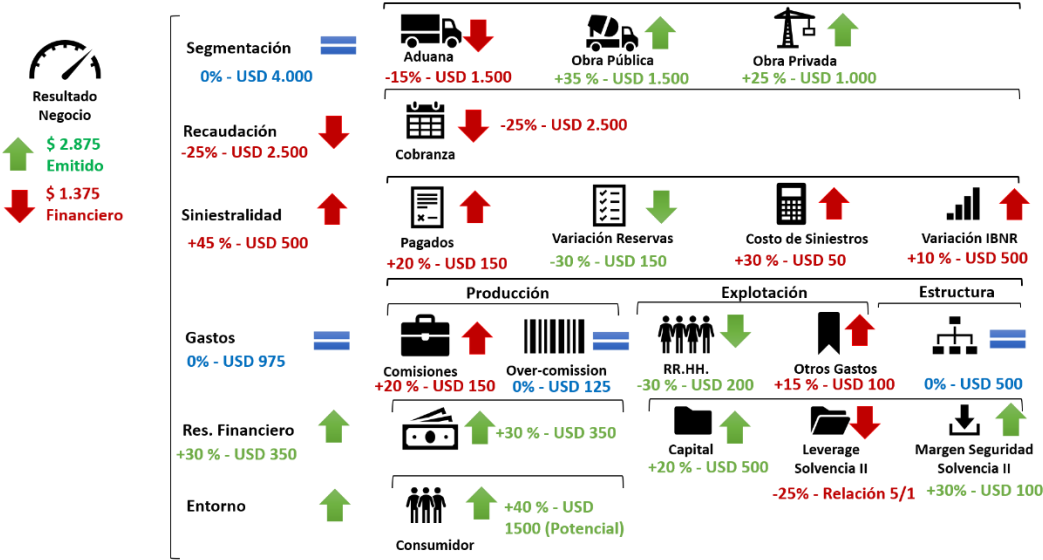 Resultado
Negocio
$ 2.875
Emitido
$ 1.375
Financiero
Segmentación
0% - USD 4.000
Aduana
-15% - USD 1.500
Obra Pública
+35 % - USD 1.500
Obra Privada
+25 % - USD 1.000
Recaudación
-25% - USD 2.500
Cobranza
-25% - USD 2.500
Siniestralidad
+45 % - USD 500
Pagados
+20 % - USD 150
Variación Reservas
-30 % - USD 150
Costo de Siniestros
+30 % - USD 50
Variación IBNR
+10 % - USD 500
Gastos
0% - USD 975
Producción
Comisiones
+20 % - USD 150
Over-comission
0% - USD 125
Explotación
RR.HH.
-30 % - USD 200
Otros Gastos
+15 % - USD 100
Estructura
0% - USD 500
Res. Financiero
+30 % - USD 350
+30 % - USD 350
Capital
+20 % - USD 500
Leverage
Solvencia II
-25% - Relación 5/1
Margen Seguridad
Solvencia II
+30% - USD 100
Entorno
Consumidor
+40 % - USD
1500 (Potencial)